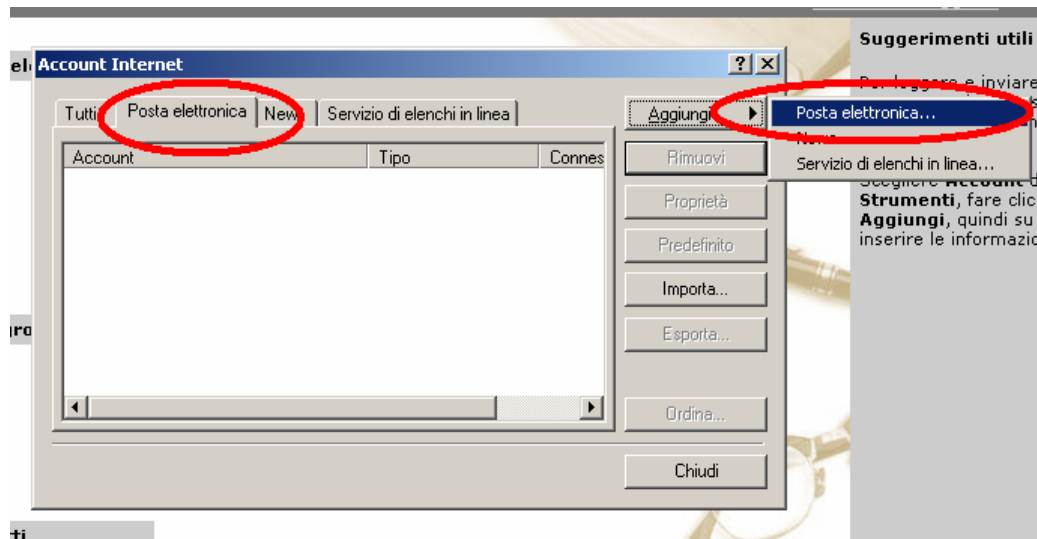 Suggerimenti utili
Account Internet
Tutti
Posta elettronica
News
Servizio di elenchi in linea
Aggiungi
Posta elettronica...
News...
Servizio di elenchi in linea...
Account
Tipo
Connes
Rimuovi
Proprietà
Predefinito
Importa...
Esporta...
Ordina...
Chiudi
Per leggere e inviare
Scegliere Account d
Strumenti, fare clic
Aggiungi, quindi su
inserire le informazio